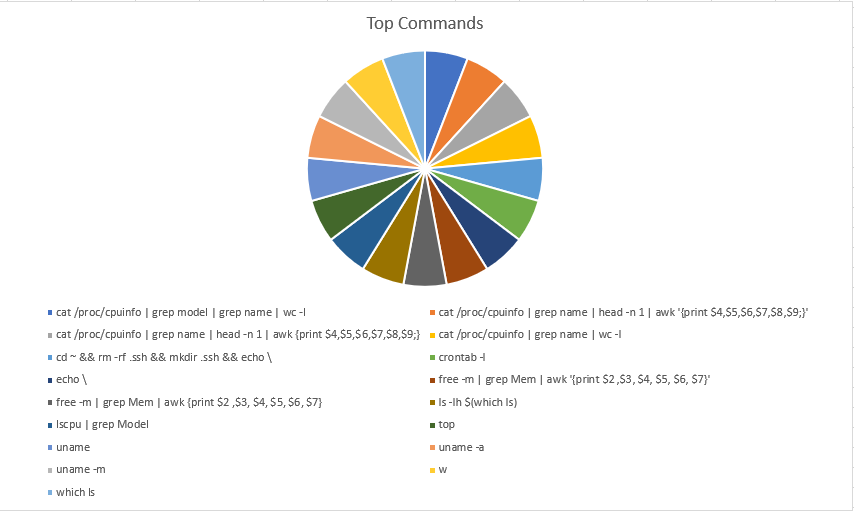 Top Commands
cat /proc/cpuinfo | grep model | grep name | wc -l
cat /proc/cpuinfo | grep name | head -n 1 | awk '{print $4,$5,$6,$7,$8,$9;}'
cat /proc/cpuinfo | grep name | head -n 1 | awk {print $4,$5,$6,$7,$8,$9;}
cat /proc/cpuinfo | grep name | wc -l
cd ~ && rm -rf .ssh && mkdir .ssh && echo \
crontab -l
echo \
free -m | grep Mem | awk '{print $2 ,$3, $4, $5, $6, $7}'
free -m | grep Mem | awk {print $2 ,$3, $4, $5, $6, $7}
ls -lh $(which ls)
lscpu | grep Model
top
uname
uname -a
uname -m
w
which ls